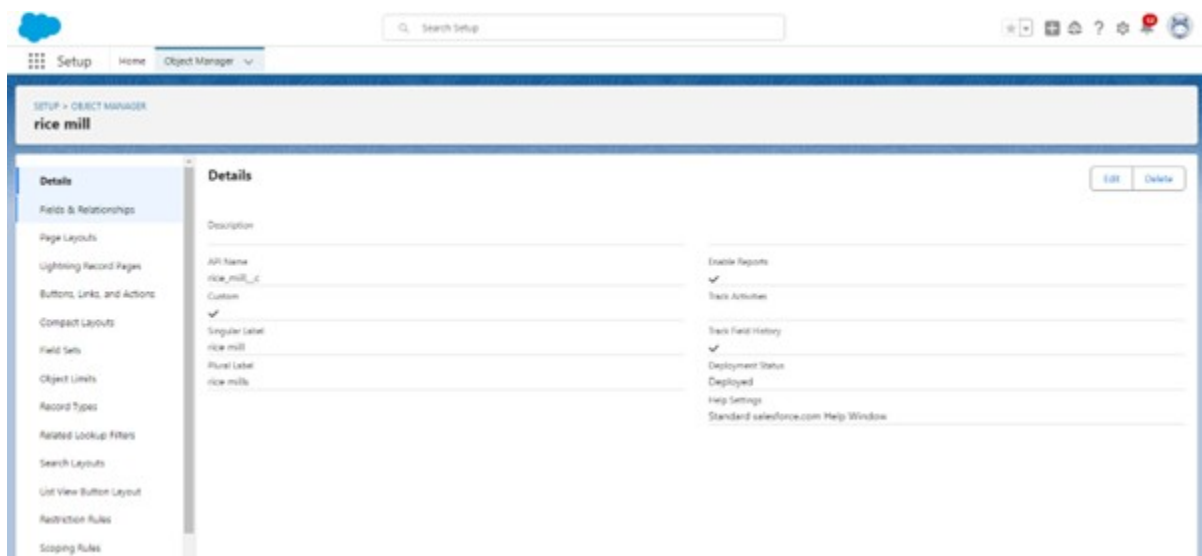 Search Setup
Setup Home Object Manager
SETUP > OBJECT MANAGER
rice mill
Details
Fields & Relationships
Page Layouts
Lightning Record Pages
Buttons, Links, and Actions
Compact Layouts
Field Sets
Object Limits
Record Types
Related Lookup Filters
Search Layouts
List View Button Layout
Restriction Rules
Scoping Rules
Details
Edit Delete
Description
API Name
rice_mill__c
Custom
Singular Label
rice mill
Plural Label
rice mills
Enable Reports
Track Activities
Track Field History
Deployment Status
Deployed
Help Settings
Standard salesforce.com Help Window